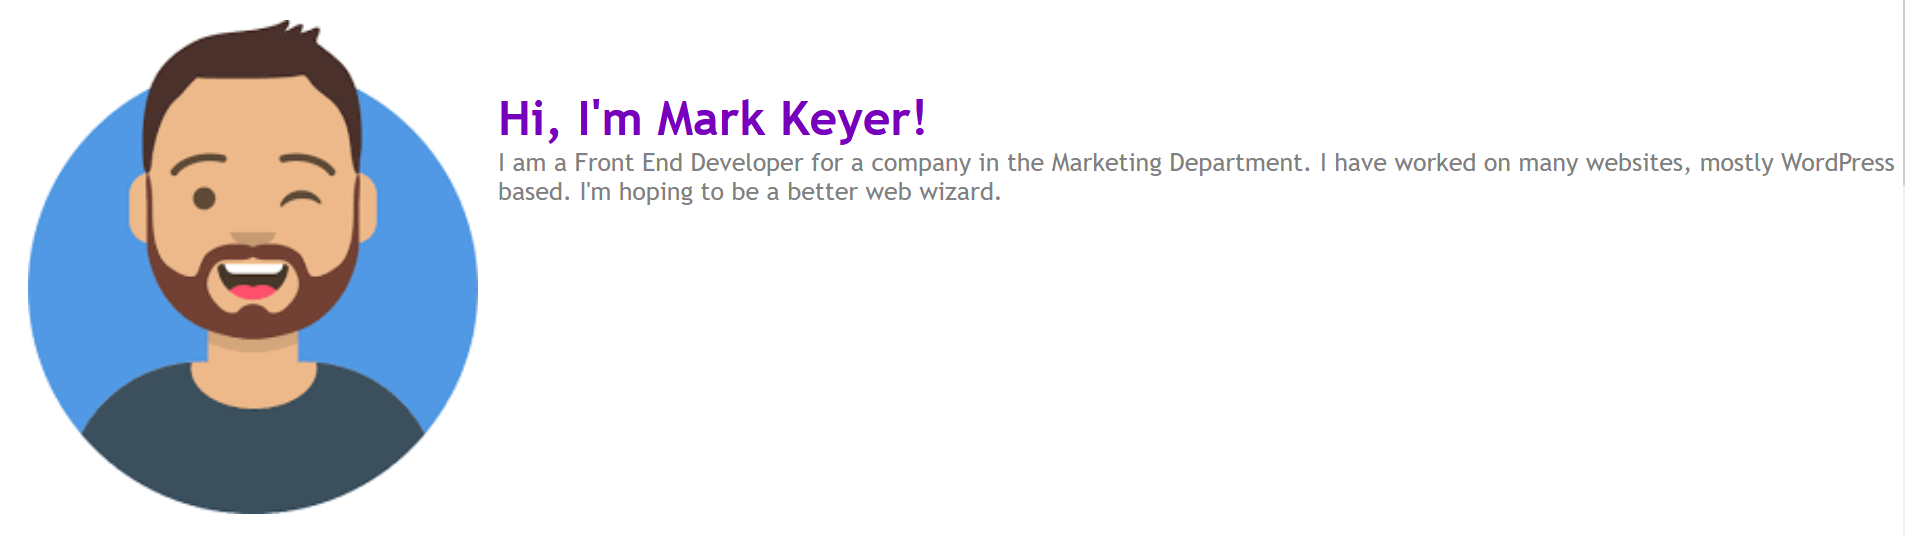 Hi, I'm Mark Keyer!
I am a Front End Developer for a company in the Marketing Department. I have worked on many websites, mostly WordPress
based. I'm hoping to be a better web wizard.